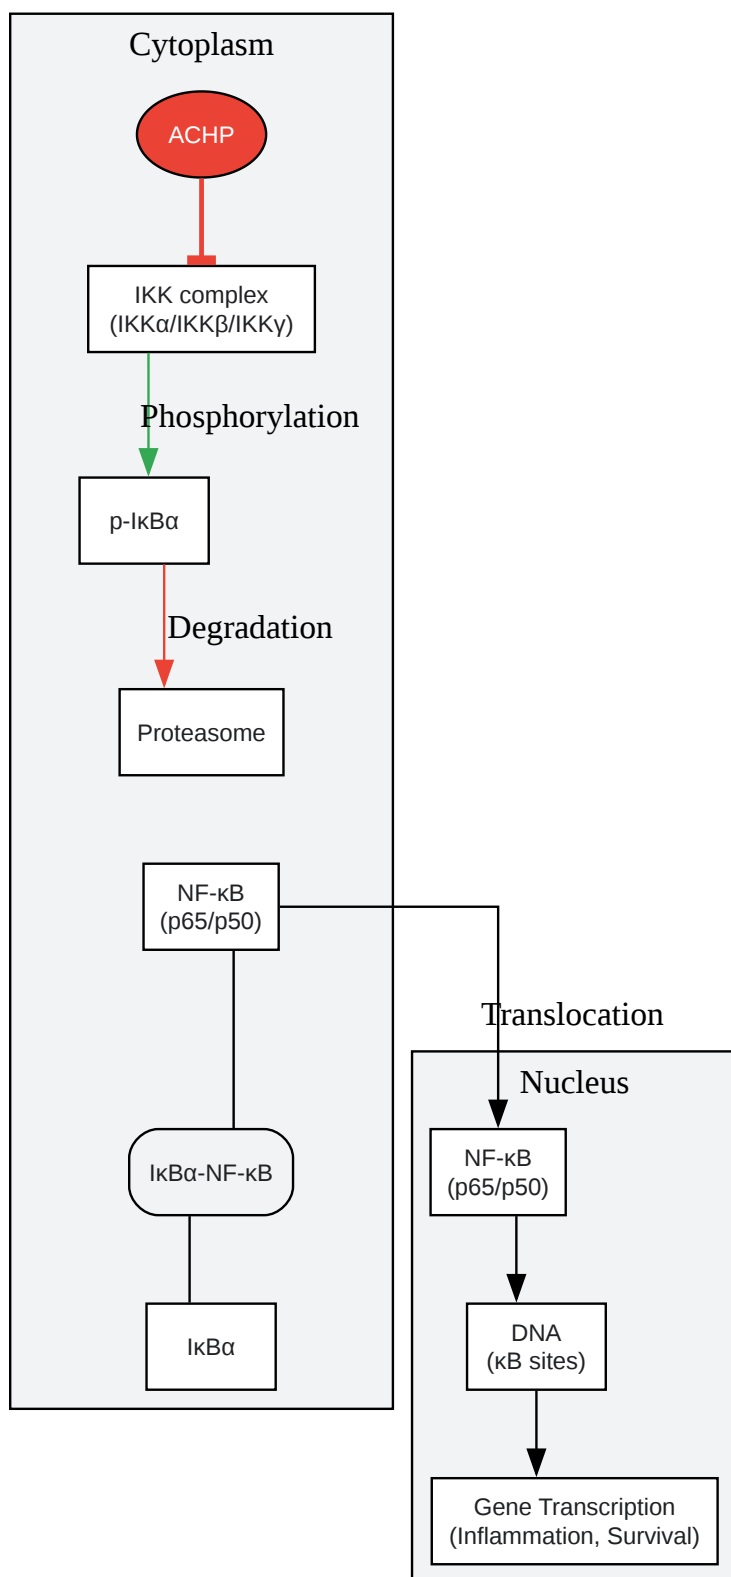 Cytoplasm
ACHP
IKK complex
(IKKα/IKKβ/IKKγ)
Phosphorylation
p-IκBα
Degradation
Proteasome
NF-κB
(p65/p50)
Translocation
Nucleus
IκBα-NF-κB
NF-κB
(p65/p50)
IκBα
DNA
(κB sites)
Gene Transcription
(Inflammation, Survival)